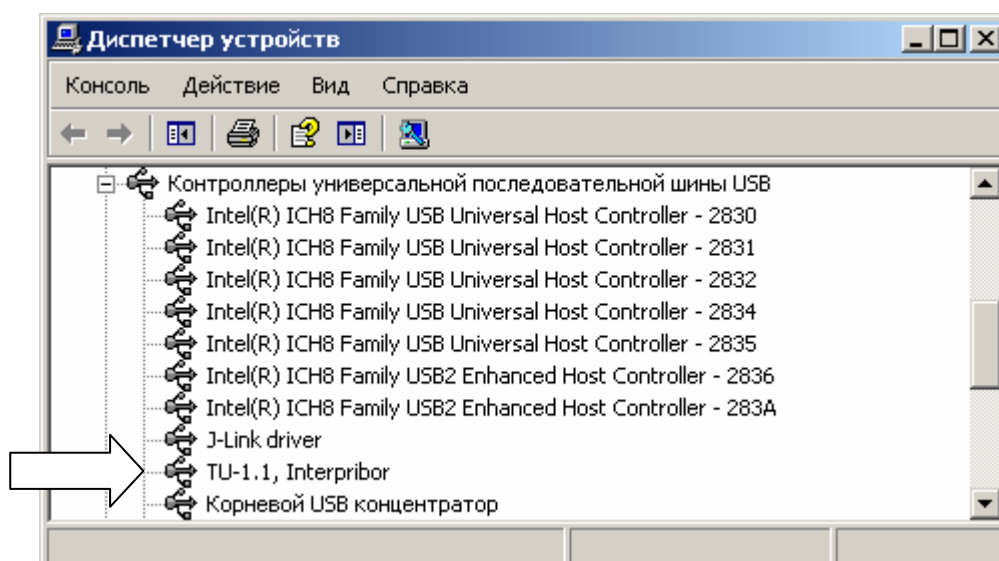 Диспетчер устройств
Консоль Действие Вид Справка
Контроллеры универсальной последовательной шины USB
Intel(R) ICH8 Family USB Universal Host Controller - 2830
Intel(R) ICH8 Family USB Universal Host Controller - 2831
Intel(R) ICH8 Family USB Universal Host Controller - 2832
Intel(R) ICH8 Family USB Universal Host Controller - 2834
Intel(R) ICH8 Family USB Universal Host Controller - 2835
Intel(R) ICH8 Family USB2 Enhanced Host Controller - 2836
Intel(R) ICH8 Family USB2 Enhanced Host Controller - 283A
J-Link driver
TU-1.1, Interpribor
Корневой USB концентратор